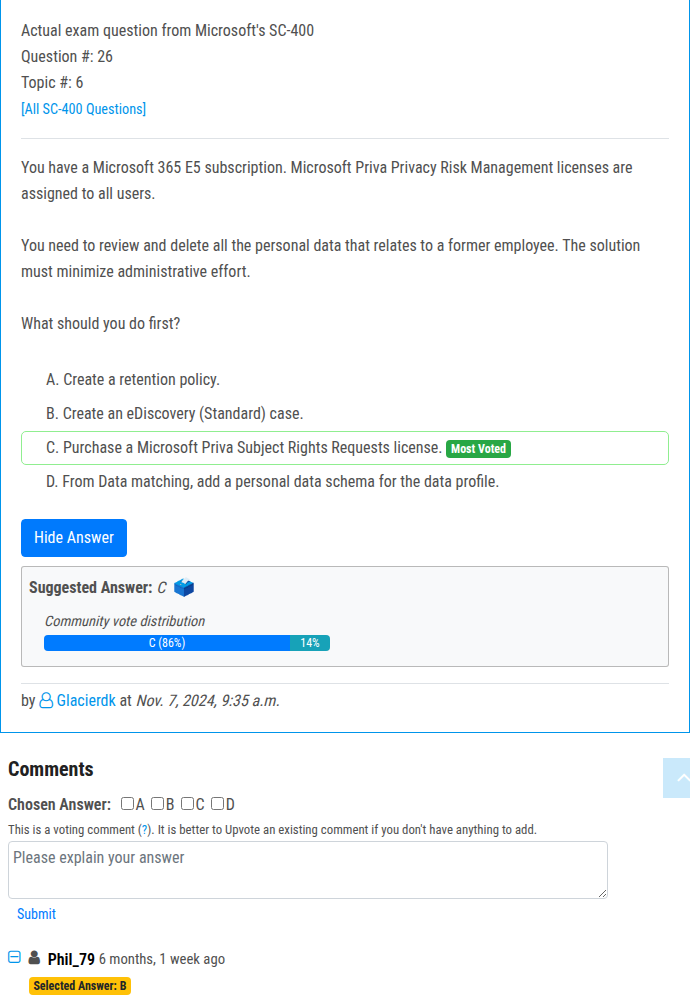 Actual exam question from Microsoft's SC-400
Question #: 26
Topic #: 6
[All SC-400 Questions]
You have a Microsoft 365 E5 subscription. Microsoft Priva Privacy Risk Management licenses are
assigned to all users.
You need to review and delete all the personal data that relates to a former employee. The solution
must minimize administrative effort.
What should you do first?
A. Create a retention policy.
B. Create an eDiscovery (Standard) case.
C. Purchase a Microsoft Priva Subject Rights Requests license. Most Voted
D. From Data matching, add a personal data schema for the data profile.
Hide Answer
Suggested Answer: C
Community vote distribution
C (86%) 14%
by Glacierdk at Nov. 7, 2024, 9:35 a.m.
Comments
Chosen Answer: A B C D
This is a voting comment (?). It is better to Upvote an existing comment if you don't have anything to add.
Please explain your answer
Submit
Phil_79 6 months, 1 week ago
Selected Answer: B